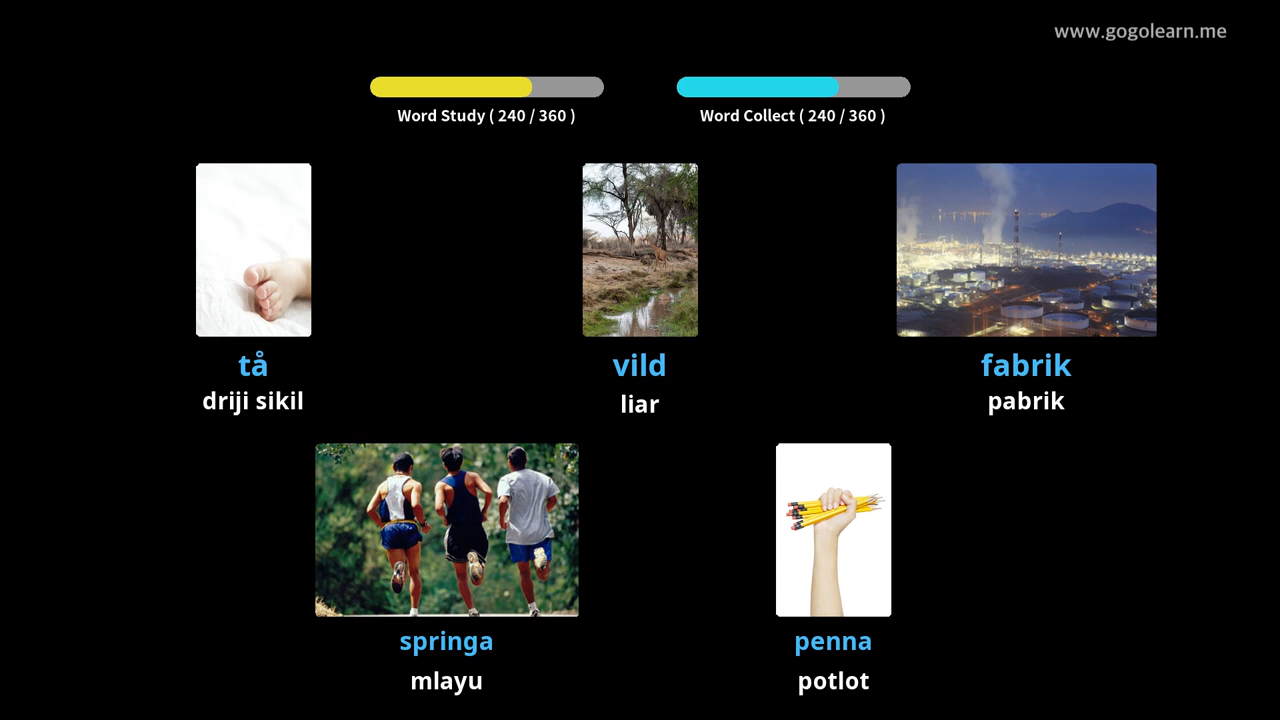 www.gogolearn.me
Word Study ( 240 / 360 )
Word Collect ( 240 / 360 )
tå
driji sikil
vild
liar
fabrik
pabrik
springa
mlayu
penna
potlot